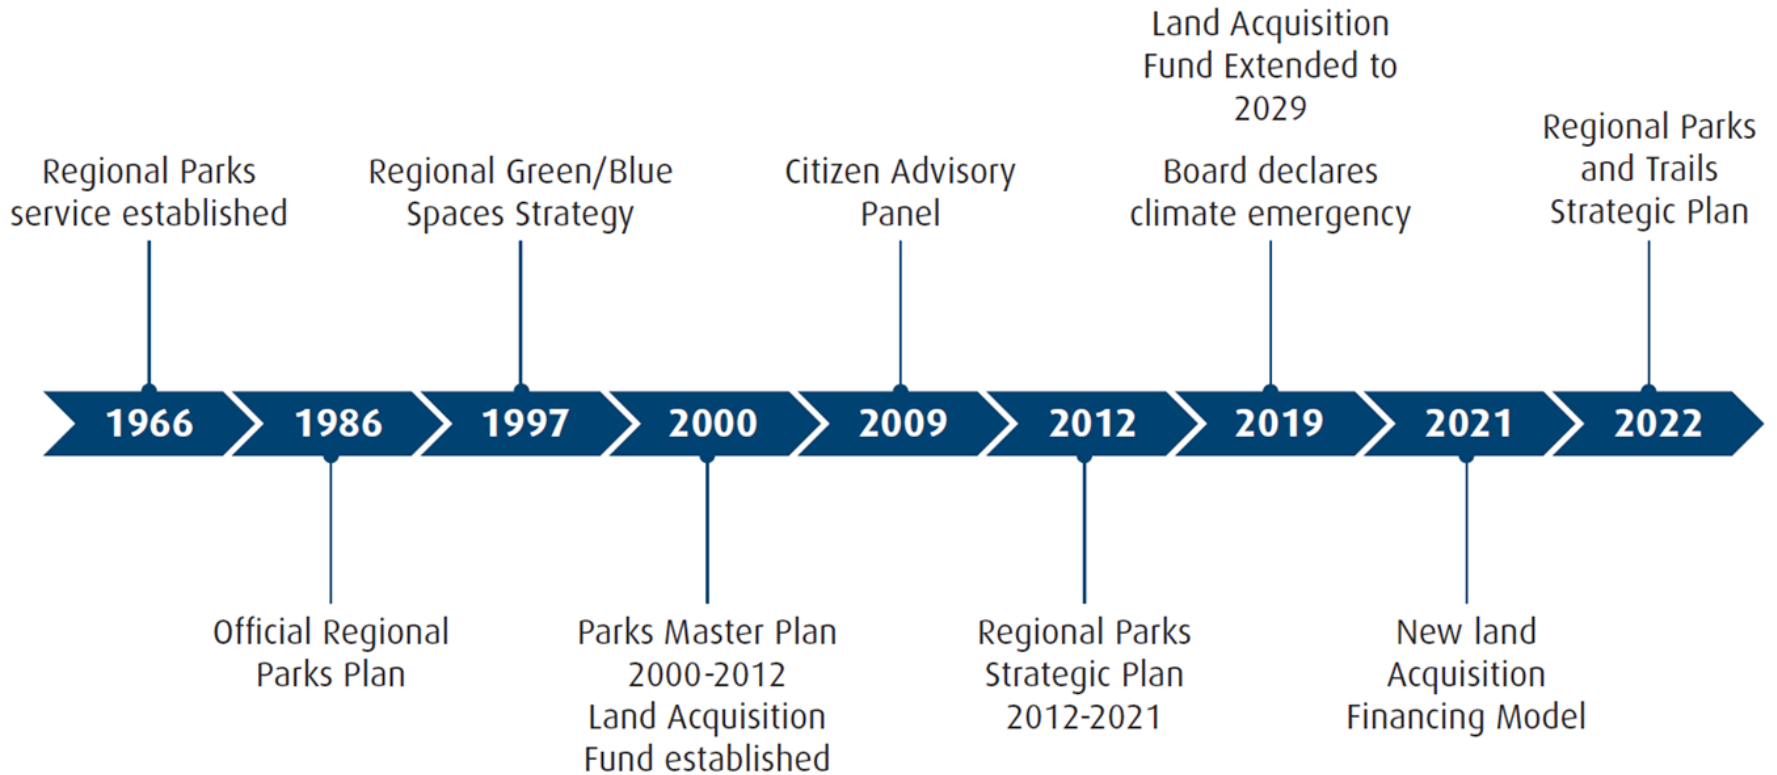 Land Acquisition
Fund Extended to
2029
Regional Parks
service established
Regional Green/Blue
Spaces Strategy
Citizen Advisory
Panel
Board declares
climate emergency
Regional Parks
and Trails
Strategic Plan
1966
1986
1997
2000
2009
2012
2019
2021
2022
Official Regional
Parks Plan
Parks Master Plan
2000-2012
Land Acquisition
Fund established
Regional Parks
Strategic Plan
2012-2021
New land
Acquisition
Financing Model